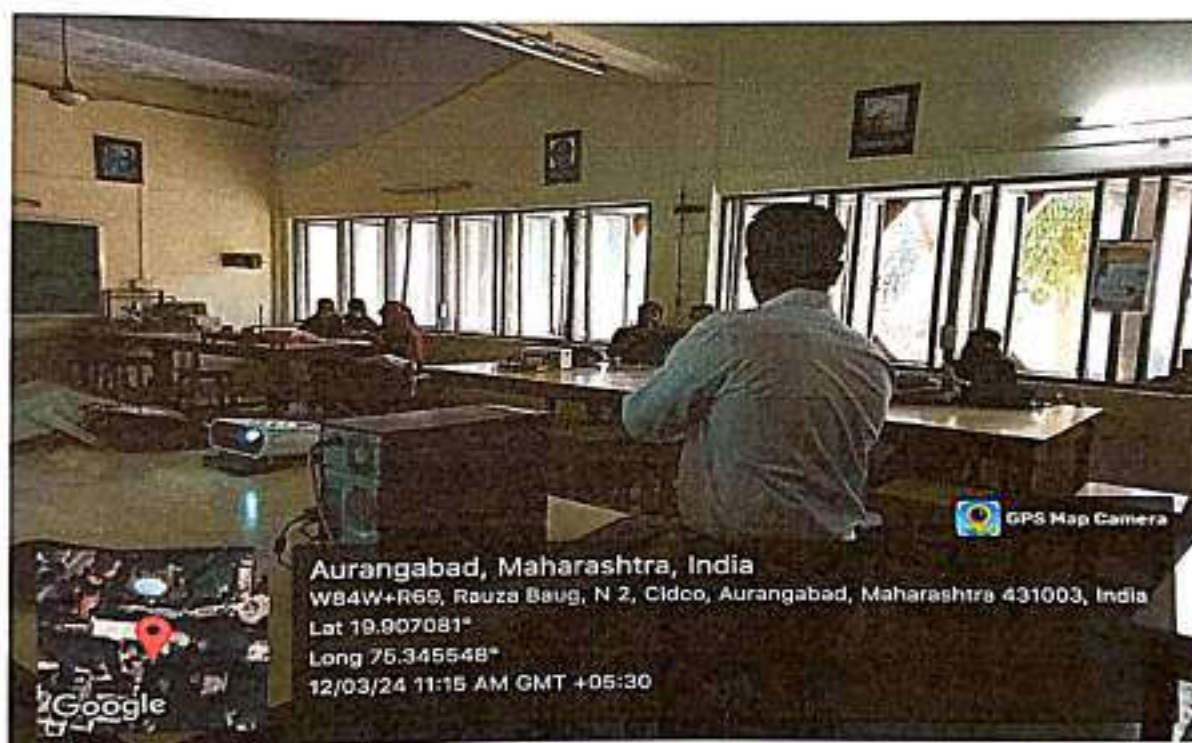 GPS Map Camera
Aurangabad, Maharashtra, India
W84W+R69, Rauza Baug, N 2, Cidco, Aurangabad, Maharashtra 431003, India
Lat 19.907081°
Long 75.345548°
12/03/24 11:15 AM GMT +05:30
Google